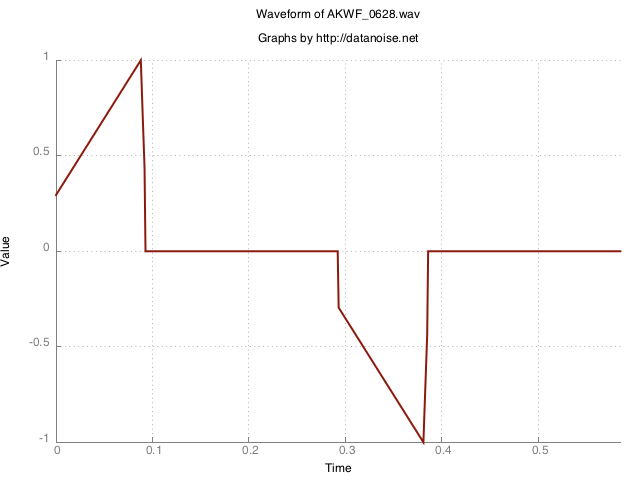 Waveform of AKWF_0628.wav
Graphs by http://datanoise.net
1
0.5
0
-0.5
-1
Value
0 0.1 0.2 0.3 0.4 0.5
Time